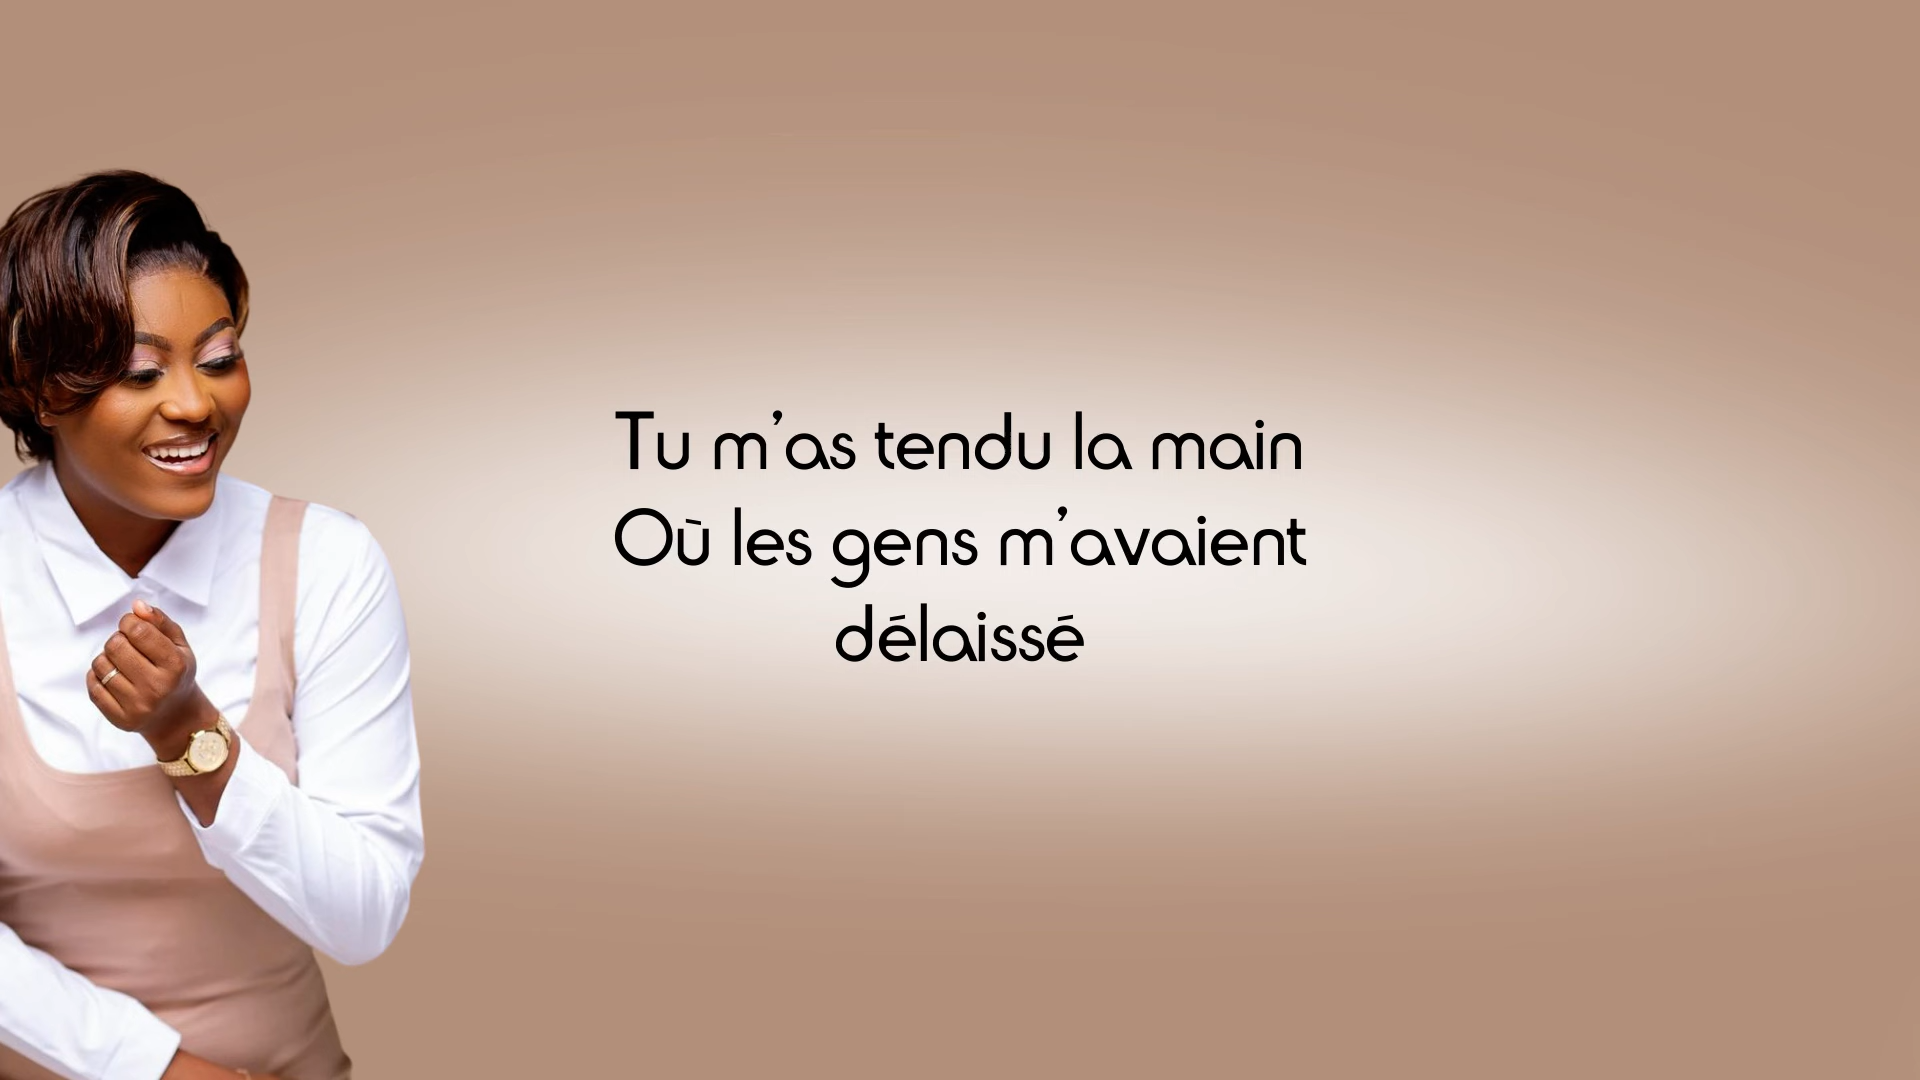 Tu m’as tendu la main
Où les gens m’avaient
délaissé